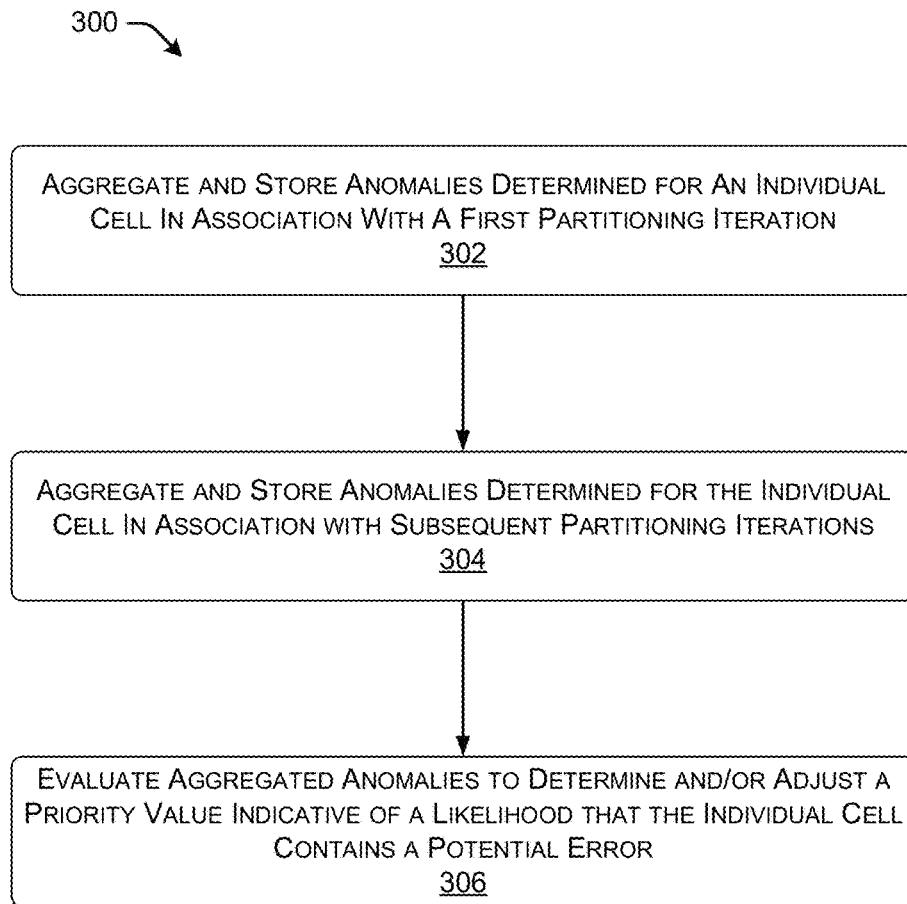 300
AGGREGATE AND STORE ANOMALIES DETERMINED FOR AN INDIVIDUAL
CELL IN ASSOCIATION WITH A FIRST PARTITIONING ITERATION
302
AGGREGATE AND STORE ANOMALIES DETERMINED FOR THE INDIVIDUAL
CELL IN ASSOCIATION WITH SUBSEQUENT PARTITIONING ITERATIONS
304
EVALUATE AGGREGATED ANOMALIES TO DETERMINE AND/OR ADJUST A
PRIORITY VALUE INDICATIVE OF A LIKELIHOOD THAT THE INDIVIDUAL CELL
CONTAINS A POTENTIAL ERROR
306